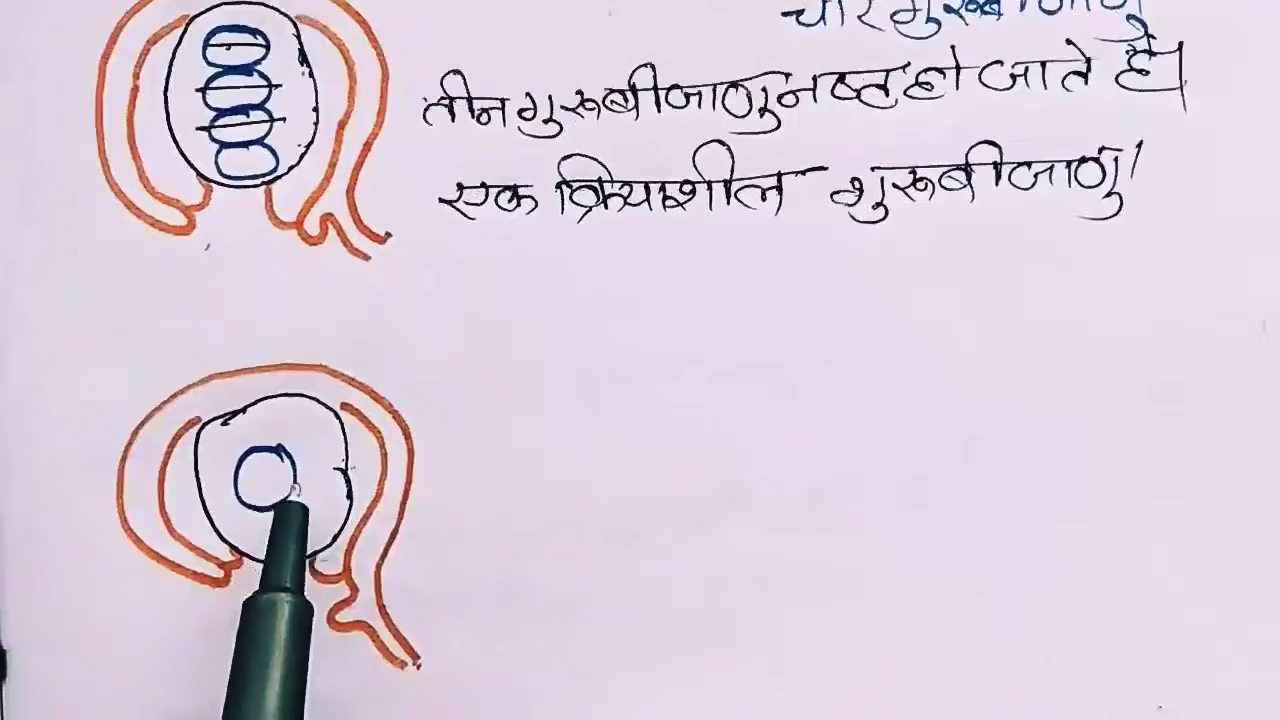 चार गुरूबीजाणु
तीन गुरूबीजाणु नष्ट हो जाते है।
एक क्रियाशील गुरूबीजाणु